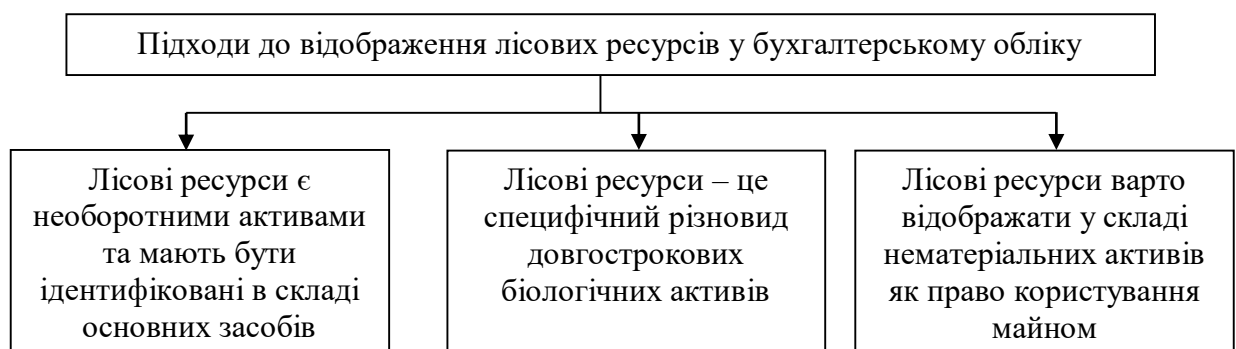 Підходи до відображення лісових ресурсів у бухгалтерському обліку
Лісові ресурси є
необоротними активами
та мають бути
ідентифіковані в складі
основних засобів
Лісові ресурси – це
специфічний різновид
довгострокових
біологічних активів
Лісові ресурси варто
відображати у складі
нематеріальних активів
як право користування
майном